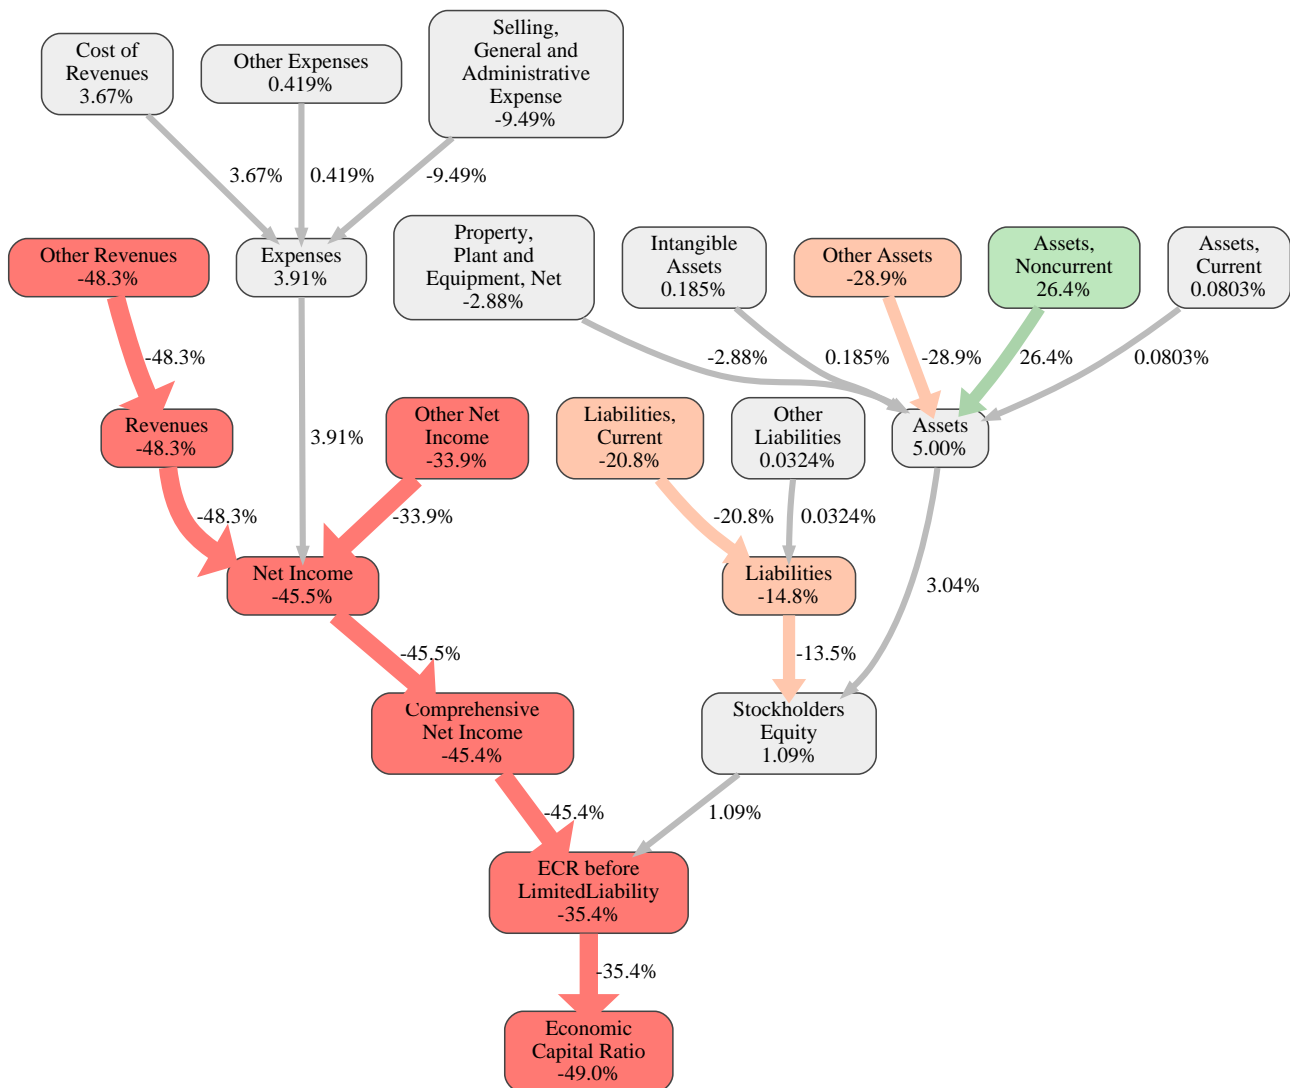 Cost of
Revenues
3.67%
Other Expenses
0.419%
Selling,
General and
Administrative
Expense
-9.49%
3.67%
0.419%
-9.49%
Other Revenues
-48.3%
Expenses
3.91%
Property,
Plant and
Equipment, Net
-2.88%
Intangible
Assets
0.185%
Other Assets
-28.9%
Assets,
Noncurrent
26.4%
Assets,
Current
0.0803%
-48.3%
-2.88%
0.185%
-28.9%
26.4%
0.0803%
Revenues
-48.3%
3.91%
Other Net
Income
-33.9%
Liabilities,
Current
-20.8%
Other
Liabilities
0.0324%
Assets
5.00%
-48.3%
-33.9%
-20.8%
0.0324%
Net Income
-45.5%
Liabilities
-14.8%
3.04%
-45.5%
-13.5%
Comprehensive
Net Income
-45.4%
Stockholders
Equity
1.09%
-45.4%
1.09%
ECR before
LimitedLiability
-35.4%
-35.4%
Economic
Capital Ratio
-49.0%